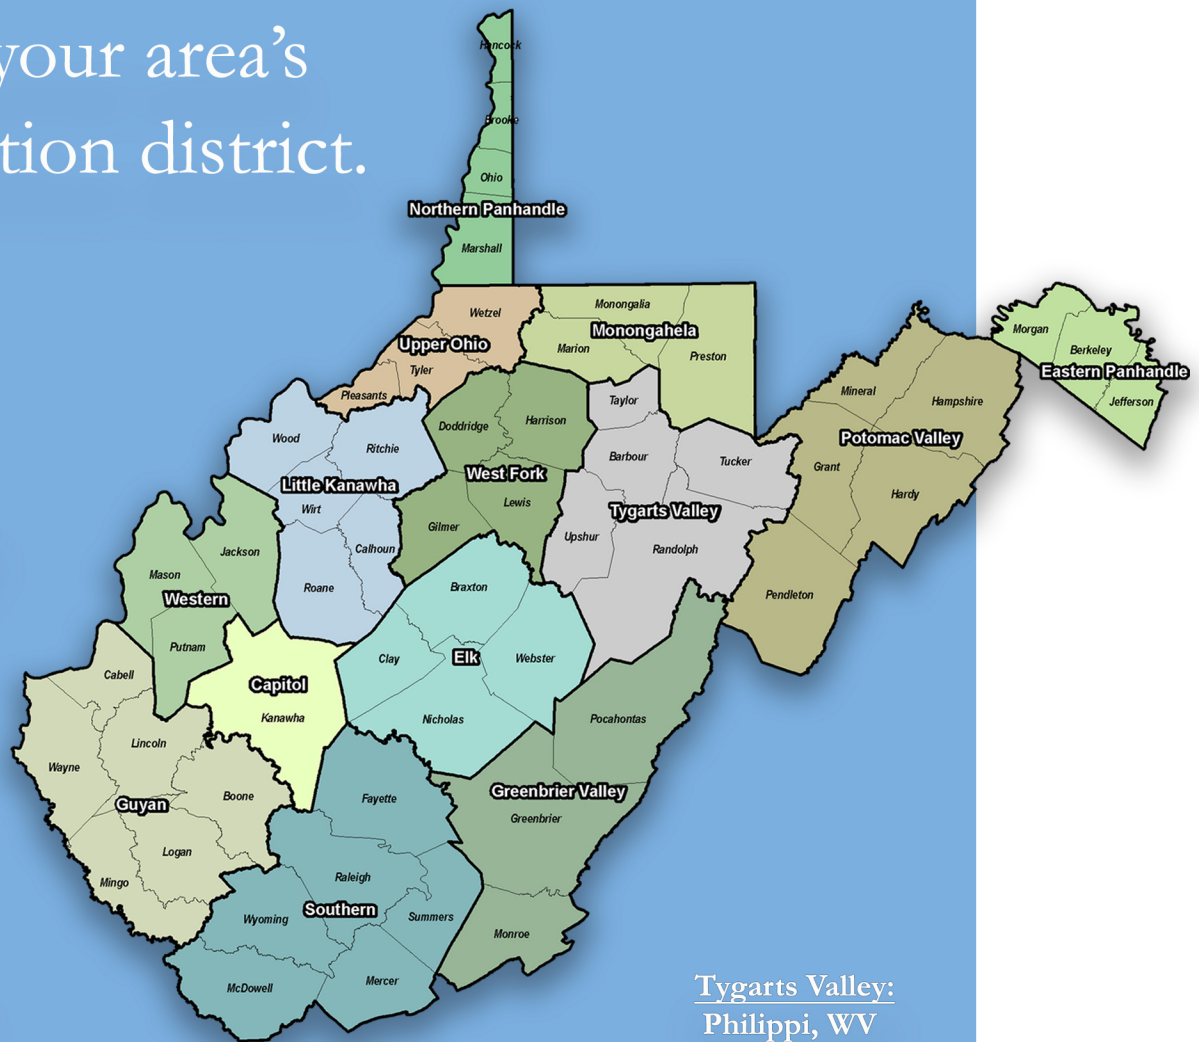 your area's
tion district.
Hancock
Brooke
Ohio
Northern Panhandle
Marshall
Wetzel
Upper Ohio
Tyler
Pleasants
Monongalia
Monongahela
Marion
Preston
Morgan
Berkeley
Eastern Panhandle
Jefferson
Mineral
Hampshire
Potomac Valley
Grant
Hardy
Pendleton
Taylor
Barbour
Tucker
Tygarts Valley
Upshur
Randolph
Doddridge
Harrison
West Fork
Lewis
Gilmer
Wood
Ritchie
Little Kanawha
Wirt
Calhoun
Roane
Jackson
Mason
Western
Putnam
Braxton
Clay
Elk
Webster
Nicholas
Capitol
Kanawha
Cabell
Lincoln
Wayne
Guyan
Boone
Logan
Mingo
Pocahontas
Greenbrier Valley
Greenbrier
Monroe
Fayette
Raleigh
Southern
Wyoming
Summers
McDowell
Mercer
Tygarts Valley:
Philippi, WV